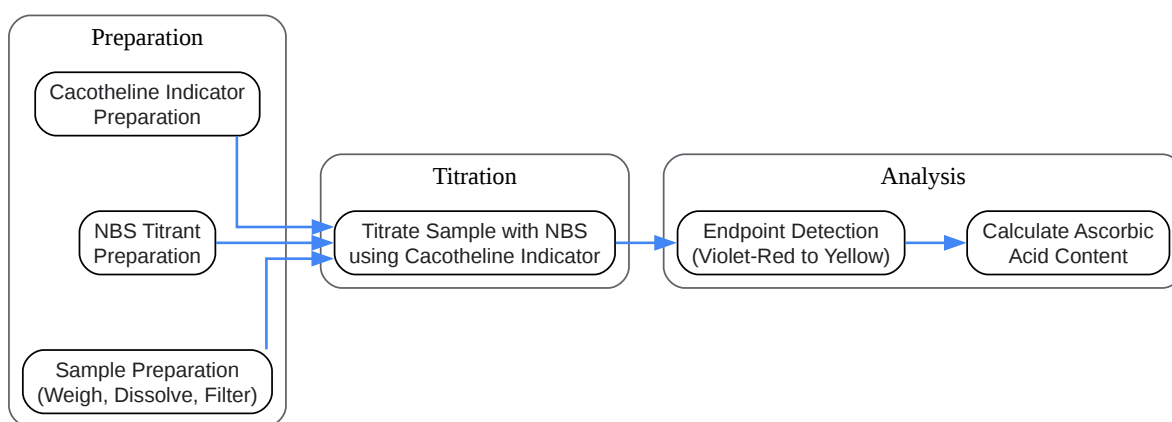 Preparation
Cacotheline Indicator
Preparation
NBS Titrant
Preparation
Sample Preparation
(Weigh, Dissolve, Filter)
Titration
Titrate Sample with NBS
using Cacotheline Indicator
Analysis
Endpoint Detection
(Violet-Red to Yellow)
Calculate Ascorbic
Acid Content